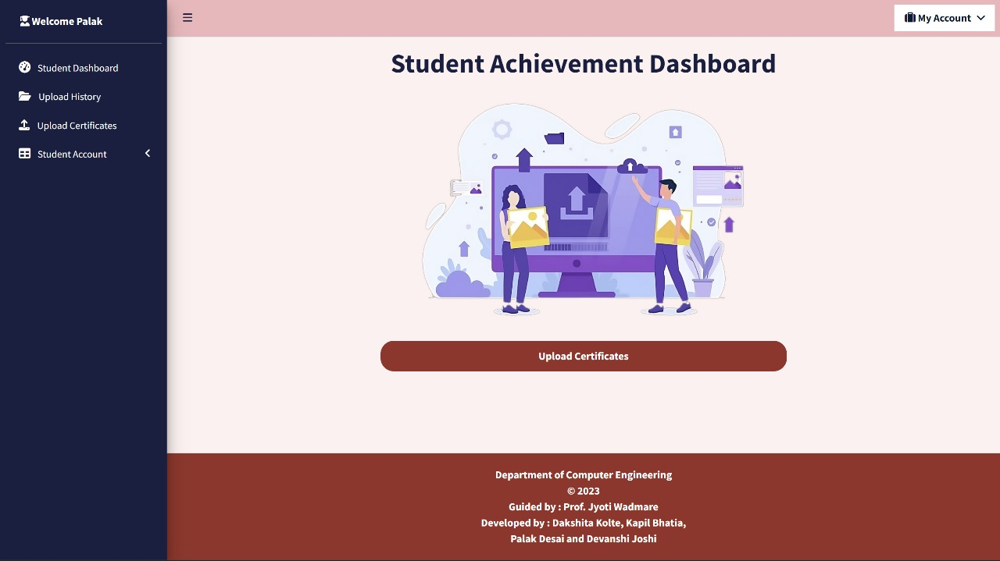 Welcome Palak
My Account
Student Dashboard
Upload History
Upload Certificates
Student Account
Student Achievement Dashboard
Upload Certificates
Department of Computer Engineering
© 2023
Guided by : Prof. Jyoti Wadmare
Developed by : Dakshita Kolte, Kapil Bhatia,
Palak Desai and Devanshi Joshi